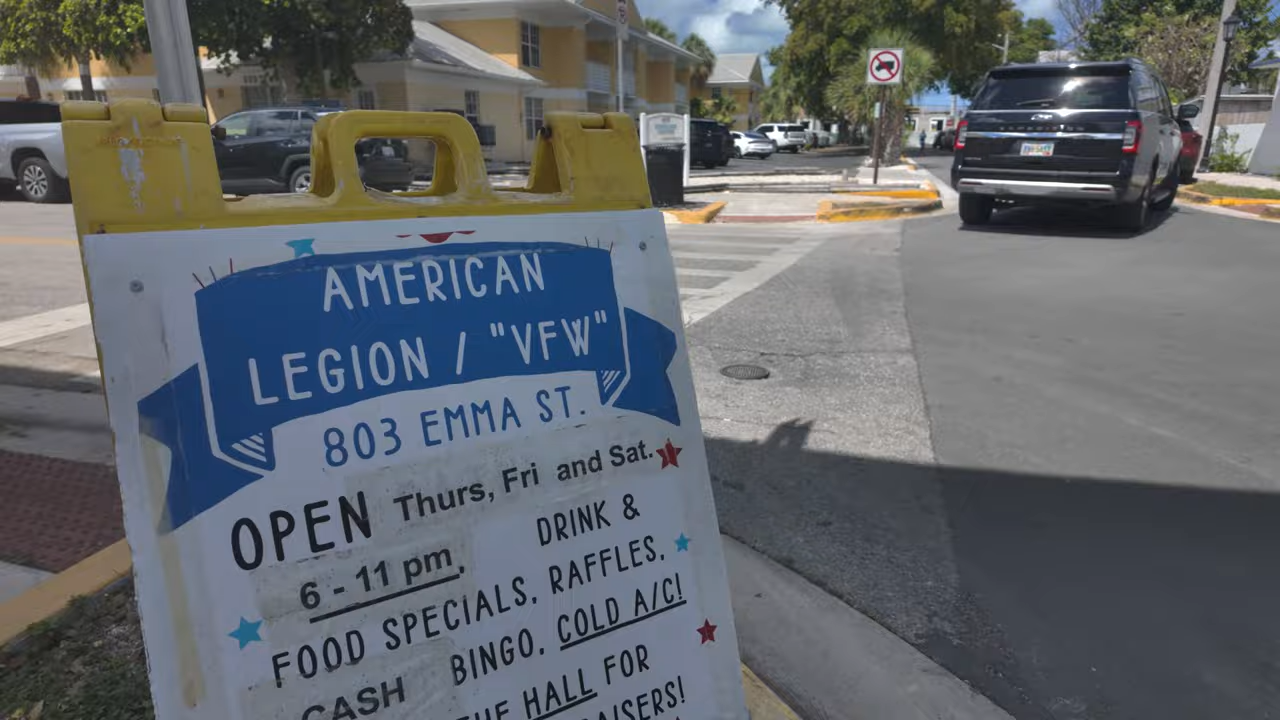 AMERICAN
LEGION / "VFW"
803 EMMA ST.
OPEN Thurs, Fri and Sat.
6 - 11 pm. DRINK &
FOOD SPECIALS, RAFFLES,
CASH BINGO, COLD A/C!
THE HALL FOR